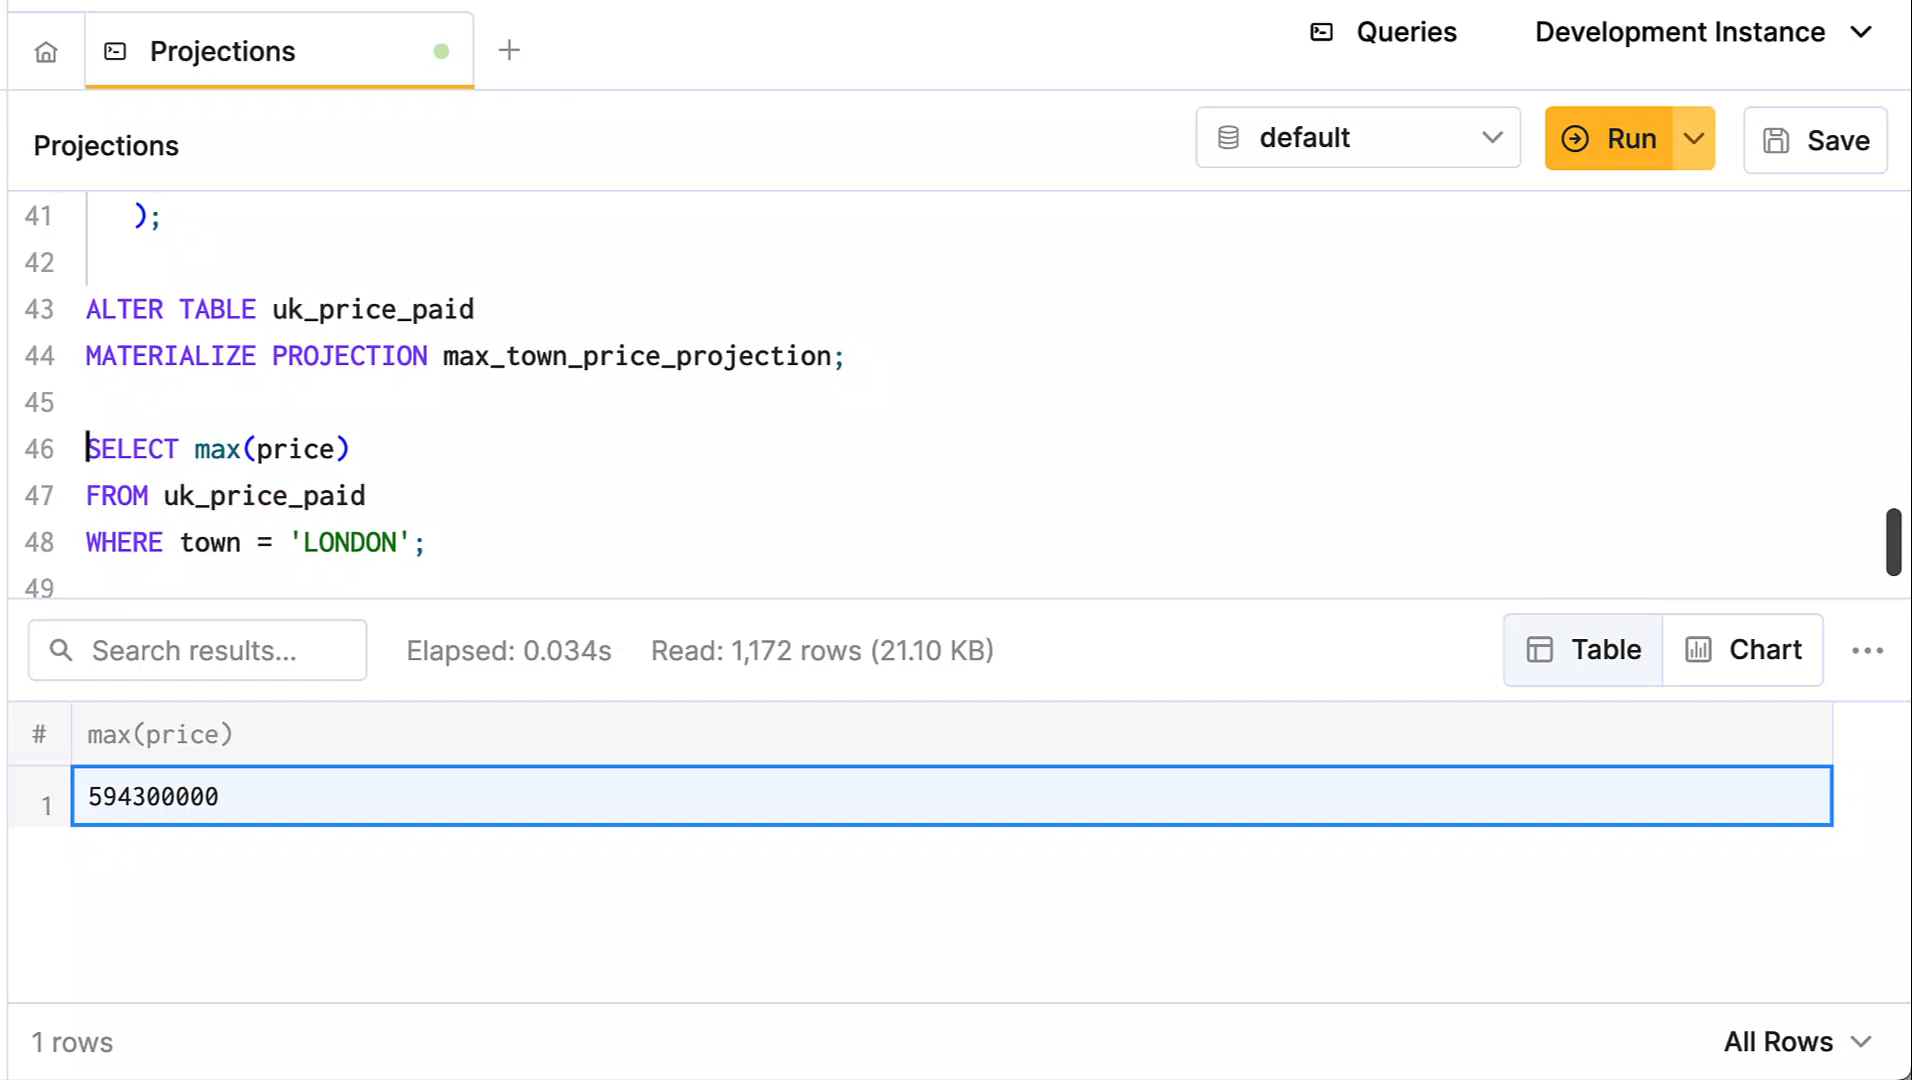 Projections
Queries
Development Instance
Projections
default
Run
Save
41 );
42
43 ALTER TABLE uk_price_paid
44 MATERIALIZE PROJECTION max_town_price_projection;
45
46 SELECT max(price)
47 FROM uk_price_paid
48 WHERE town = 'LONDON';
49
Search results...
Elapsed: 0.034s
Read: 1,172 rows (21.10 KB)
Table
Chart
# max(price)
1 594300000
1 rows
All Rows